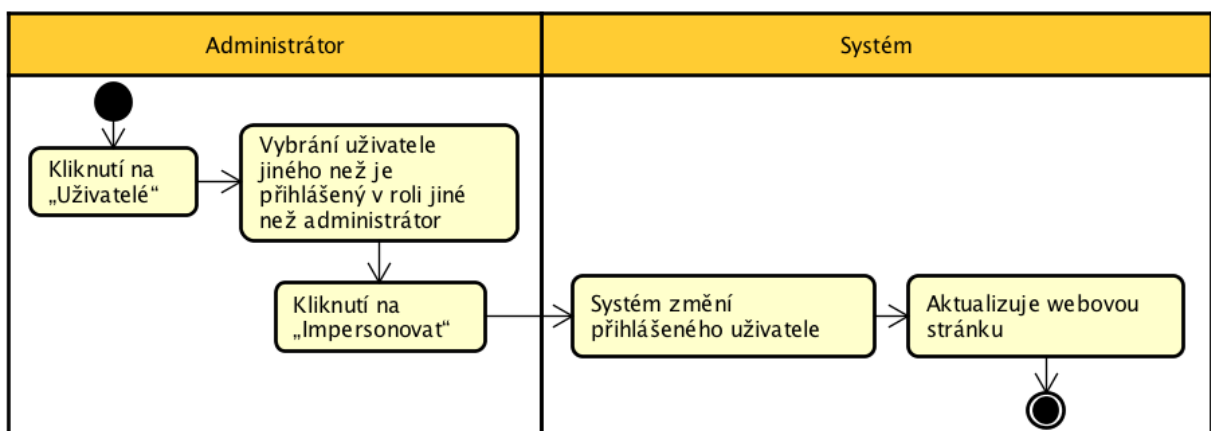 Administrátor
Systém
Kliknutí na
„Uživatelé“
Vybrání uživatele
jiného než je
přihlášený v roli jiné
než administrátor
Kliknutí na
„Impersonovat“
Systém změní
přihlášeného uživatele
Aktualizuje webovou
stránku